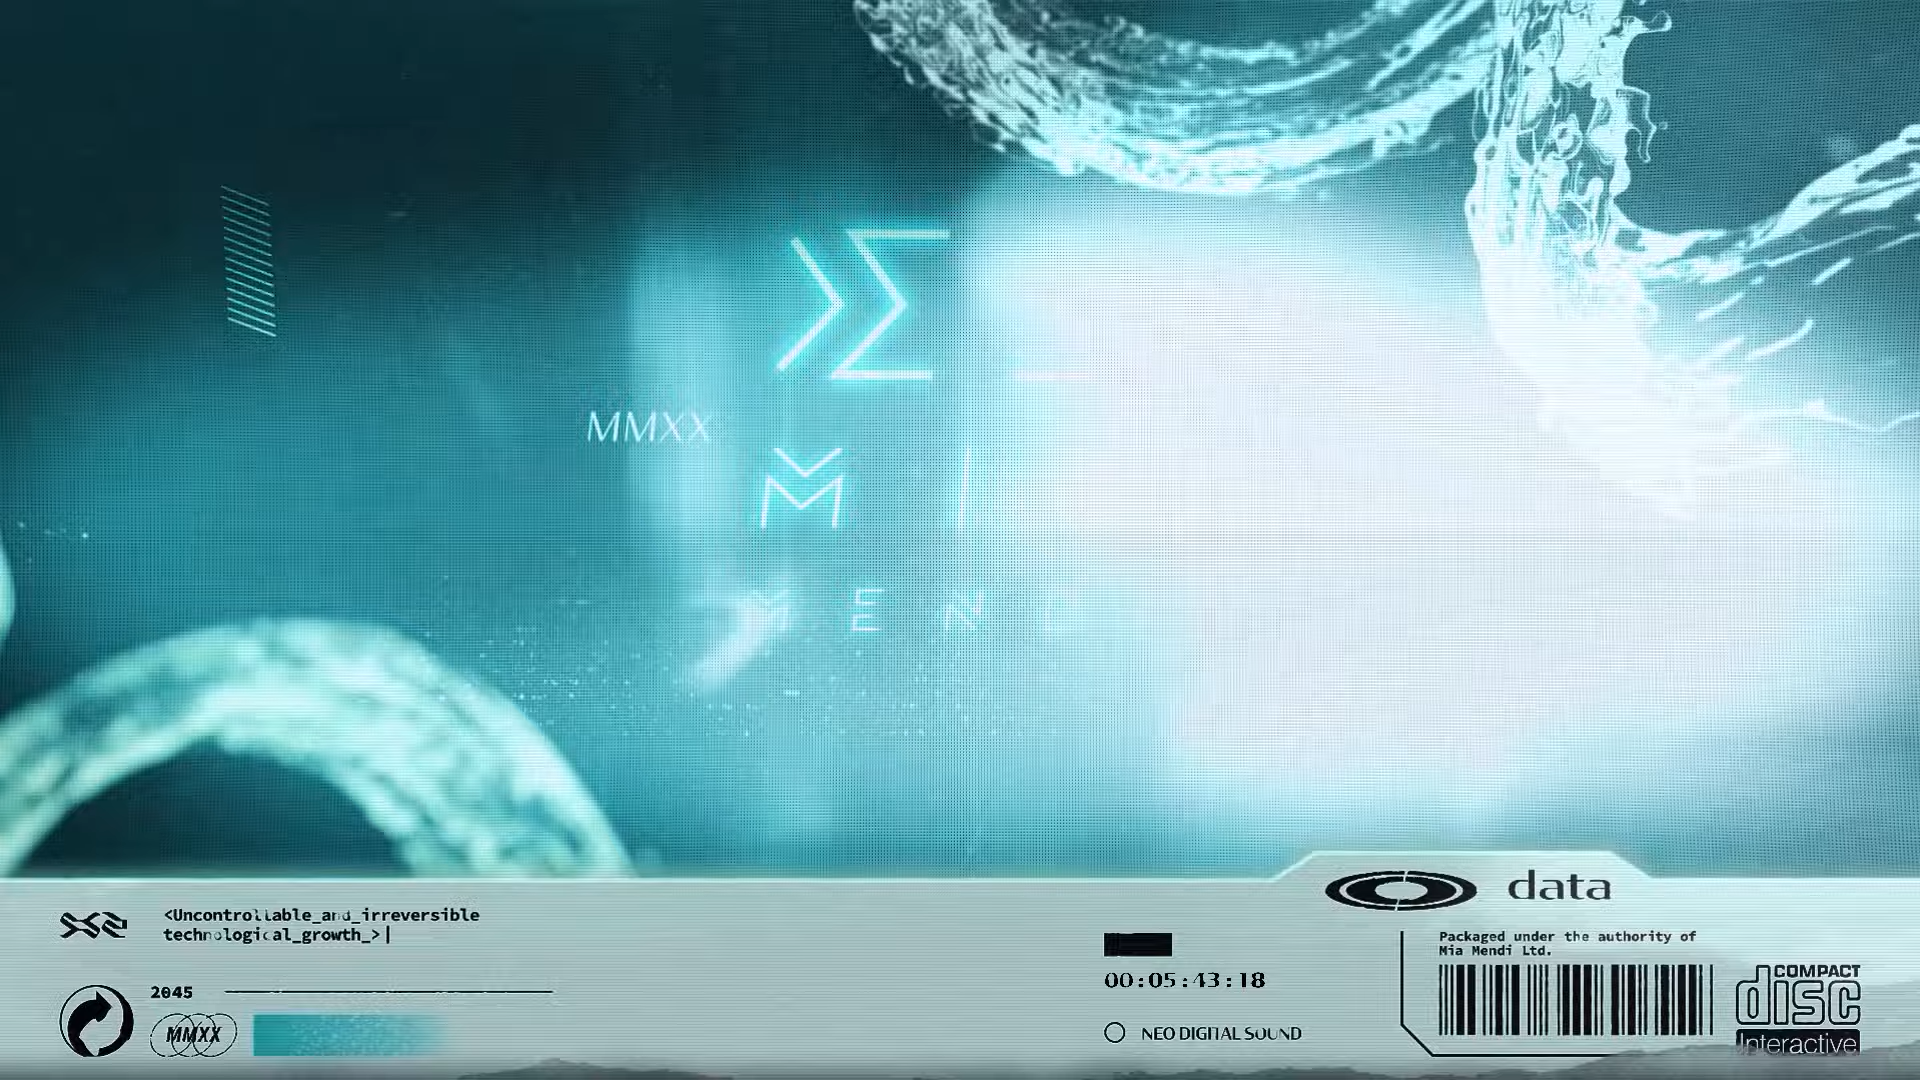 MMXX
M I
M E N
<Uncontrollable_and_irreversible
technological_growth_>|
2045
MMXX
00:05:43:18
NEO DIGITAL SOUND
data
Packaged under the authority of
Mia Mendi Ltd.
COMPACT
disc
Interactive